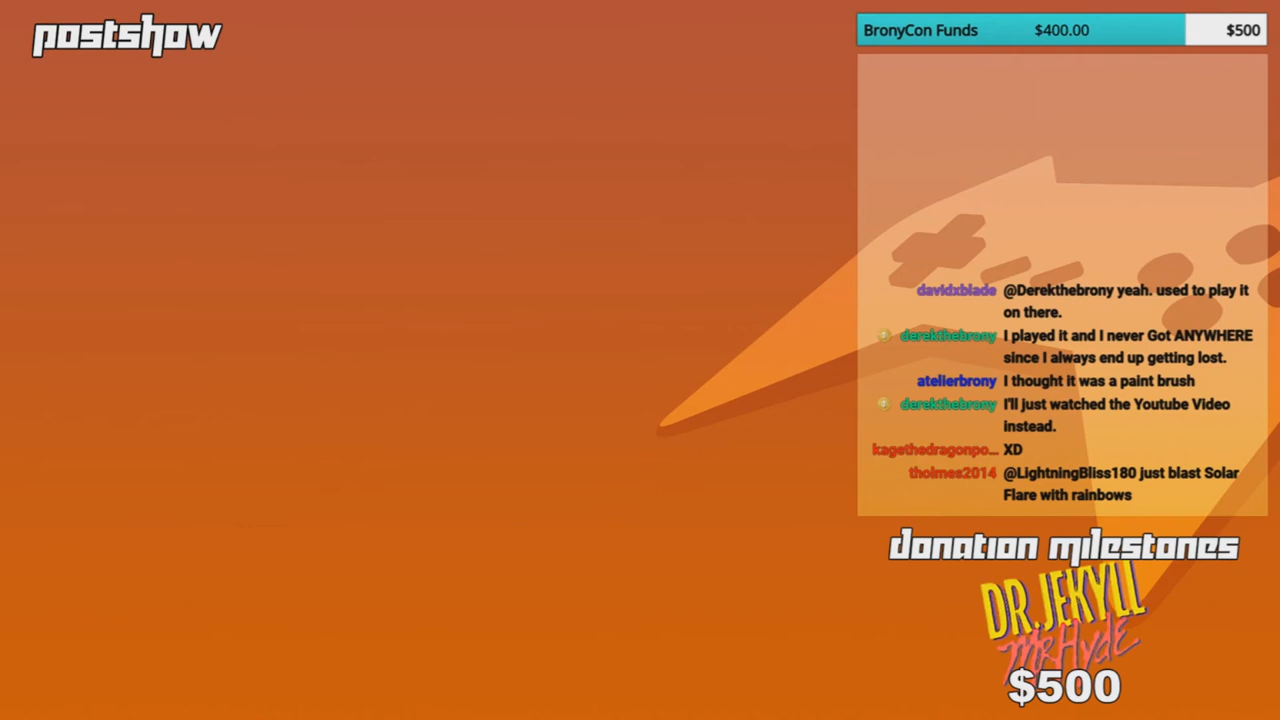 postshow
BronyCon Funds $400.00 $500
davidxblade @Derekthebrony yeah. used to play it
on there.
derekthebrony I played it and I never Got ANYWHERE
since I always end up getting lost.
atelierbrony I thought it was a paint brush
derekthebrony I'll just watched the Youtube Video
instead.
kagethedragonpo... XD
tholmes2014 @LightningBliss180 just blast Solar
Flare with rainbows
donation milestones
DR. JEKYLL
Mr Hyde
$500